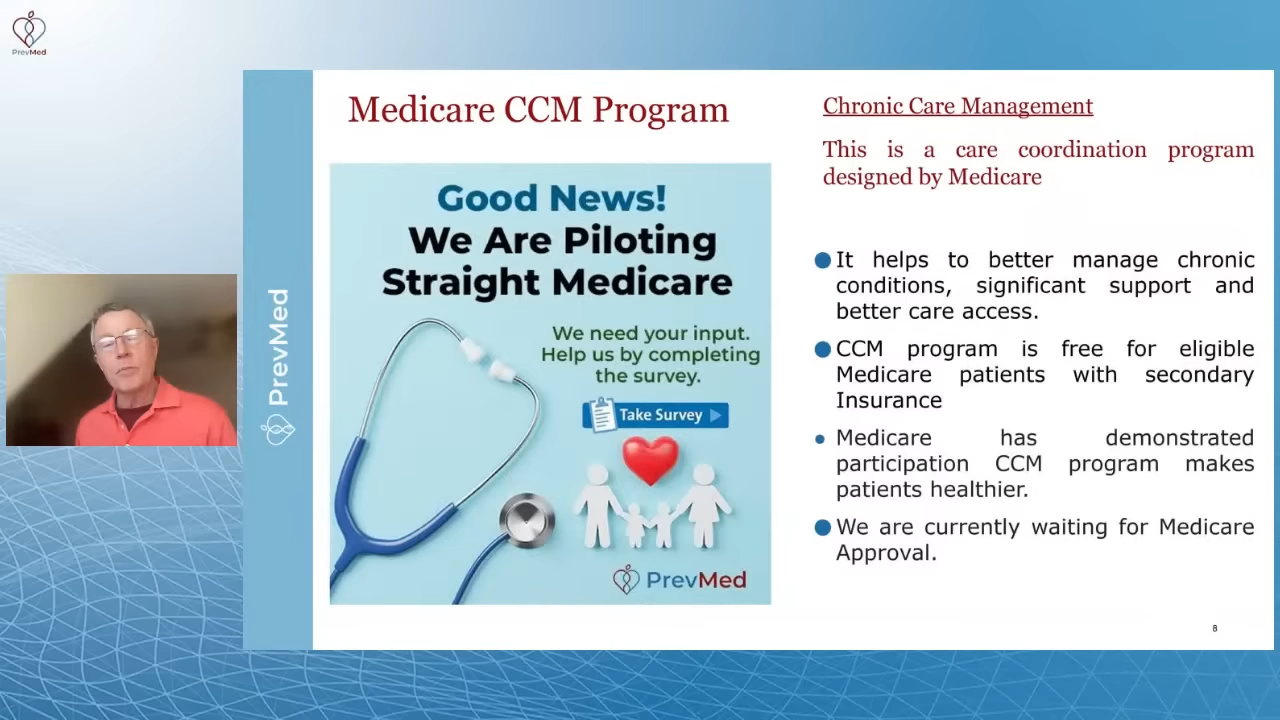 PrevMed
PrevMed
Medicare CCM Program
Good News!
We Are Piloting
Straight Medicare
We need your input.
Help us by completing
the survey.
Take Survey
PrevMed
Chronic Care Management
This is a care coordination program
designed by Medicare
It helps to better manage chronic
conditions, significant support and
better care access.
CCM program is free for eligible
Medicare patients with secondary
Insurance
Medicare has demonstrated
participation CCM program makes
patients healthier.
We are currently waiting for Medicare
Approval.
8